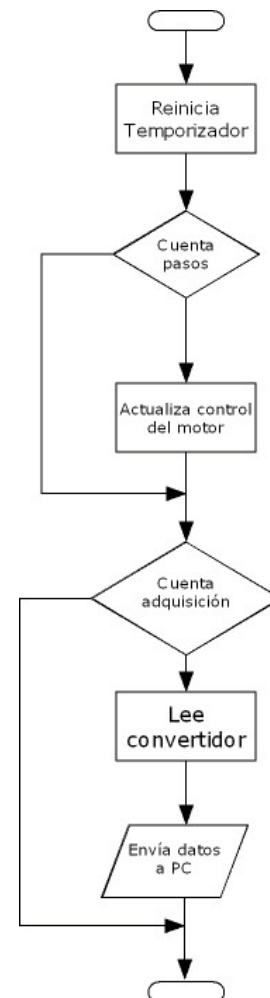 Reinicia
Temporizador
Cuenta
pasos
Actualiza control
del motor
Cuenta
adquisición
Lee
convertidor
Envía datos
a PC